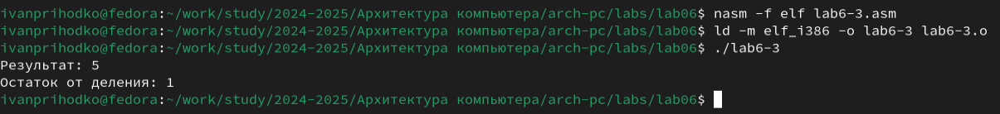 ivanprihodko@fedora:~/work/study/2024-2025/Архитектура компьютера/arch-pc/labs/lab06$ nasm -f elf lab6-3.asm
ivanprihodko@fedora:~/work/study/2024-2025/Архитектура компьютера/arch-pc/labs/lab06$ ld -m elf_i386 -o lab6-3 lab6-3.o
ivanprihodko@fedora:~/work/study/2024-2025/Архитектура компьютера/arch-pc/labs/lab06$ ./lab6-3
Результат: 5
Остаток от деления: 1
ivanprihodko@fedora:~/work/study/2024-2025/Архитектура компьютера/arch-pc/labs/lab06$